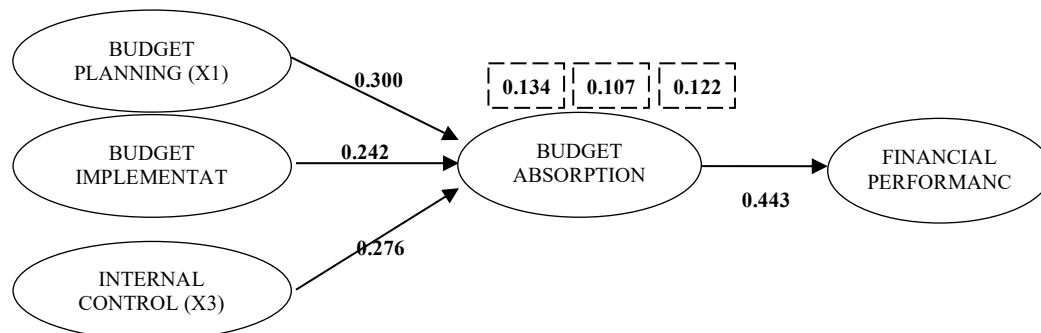 BUDGET
PLANNING (X1)
0.300
0.134
0.107
0.122
BUDGET
IMPLEMENTAT
0.242
BUDGET
ABSORPTION
FINANCIAL
PERFORMANC
0.443
0.276
INTERNAL
CONTROL (X3)